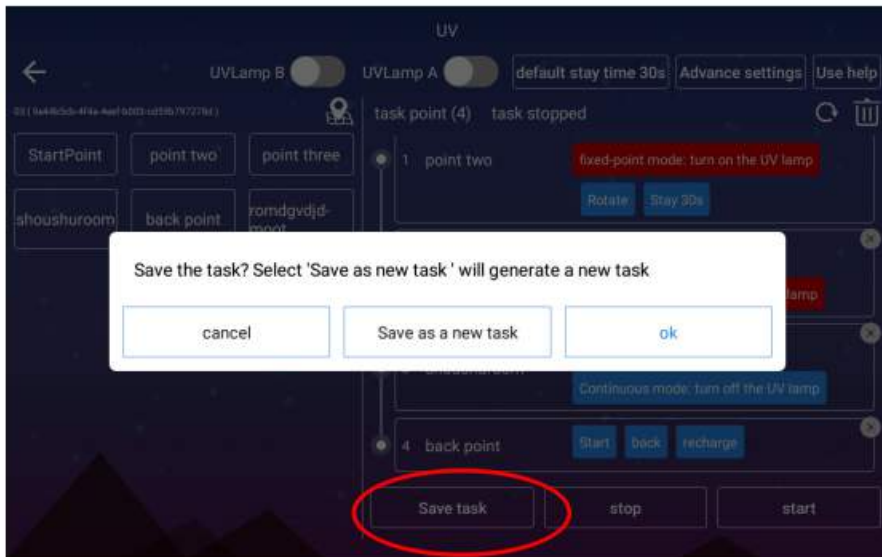 UV
UVLamp B
UVLamp A
default stay time 30s
Advance settings
Use help
task point (4) task stopped
StartPoint
point two
point three
shoushuroom
back point
romdgvdjd-
moot
1 point two
fixed-point mode: turn on the UV lamp
Rotate
Stay 30s
lamp
Save the task? Select 'Save as new task ' will generate a new task
cancel
Save as a new task
ok
Continuous mode: turn off the UV lamp
4 back point
Start
back
recharge
Save task
stop
start